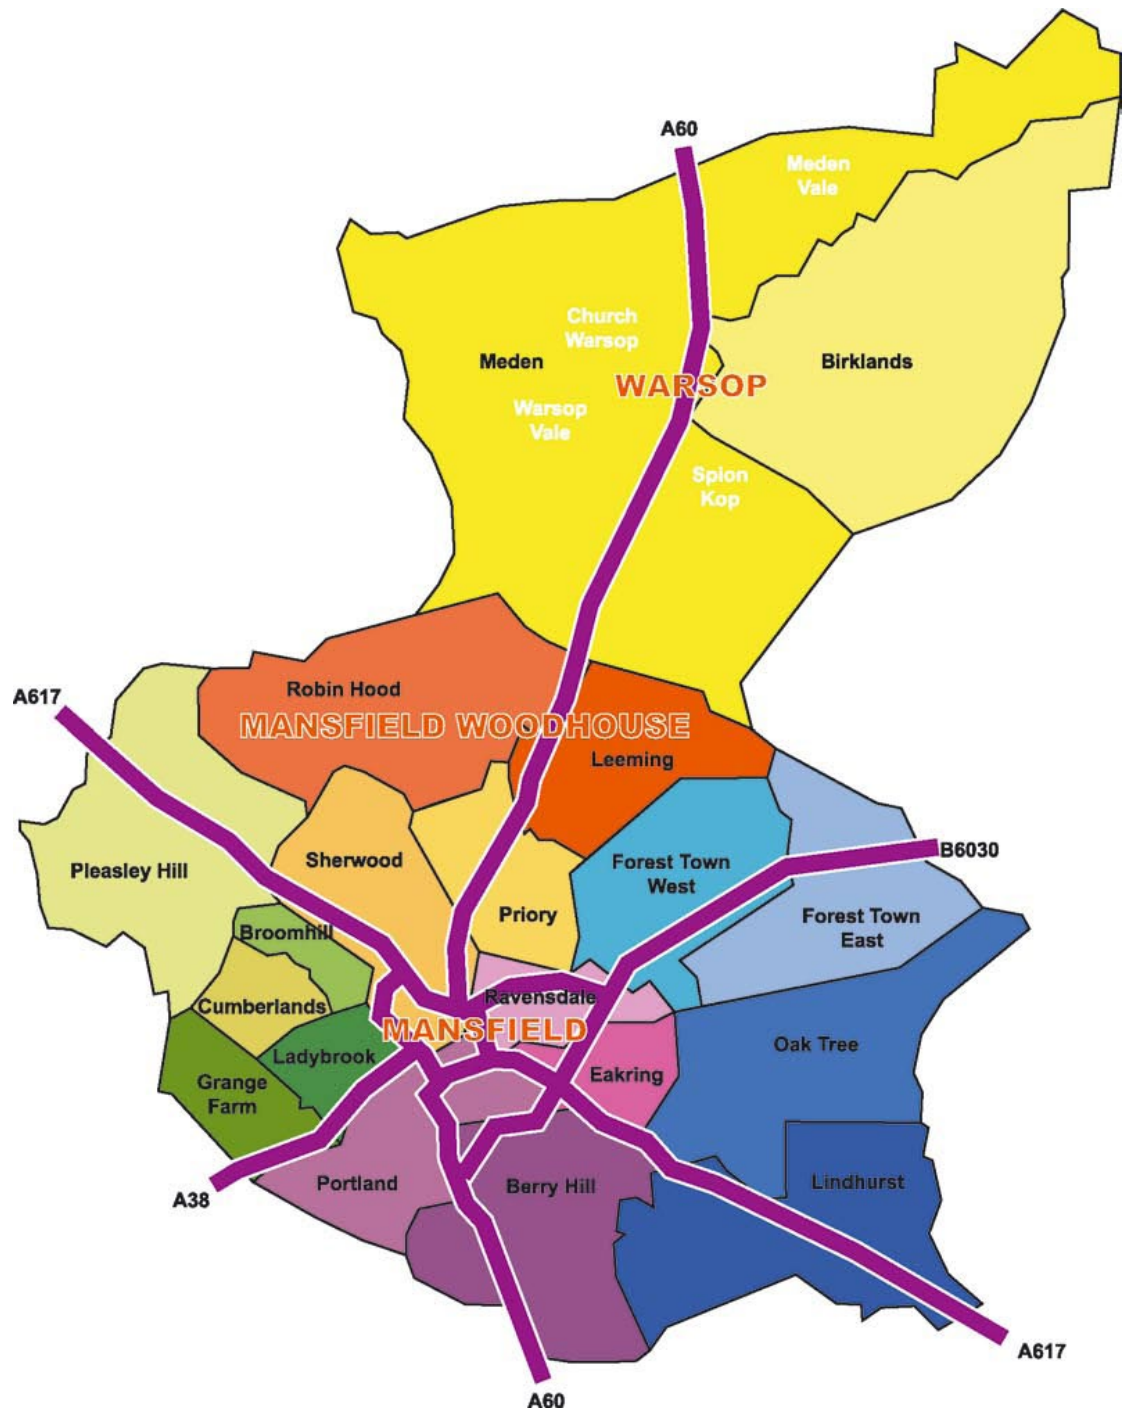 A60
Meden
Vale
Church
Warsop
Meden
Birklands
WARSOP
Warsop
Vale
Spion
Kop
A617
Robin Hood
MANSFIELD WOODHOUSE
Leeming
Pleasley Hill
Sherwood
Forest Town
West
B6030
Priory
Forest Town
East
Broomhill
Cumberlands
Ravensdale
MANSFIELD
Ladybrook
Oak Tree
Grange
Farm
Eakring
A38
Portland
Berry Hill
Lindhurst
A617
A60